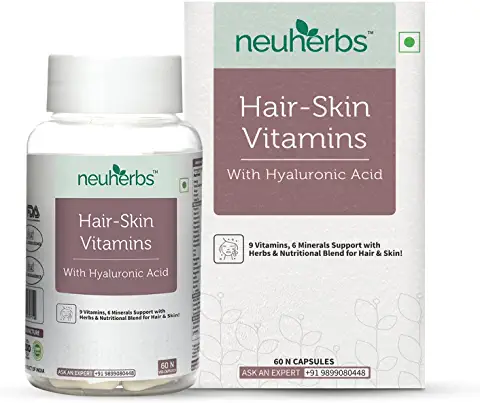 neuherbs™
Hair-Skin
Vitamins
With Hyaluronic Acid
9 Vitamins, 6 Minerals Support with
Herbs & Nutritional Blend for Hair & Skin!
60 N CAPSULES
ASK AN EXPERT +91 9899080448
neuherbs™
Hair-Skin
Vitamins
With Hyaluronic Acid
9 Vitamins, 6 Minerals Support with
Herbs & Nutritional Blend for Hair & Skin!
60 N
ASK AN EXPERT +91 9899080448